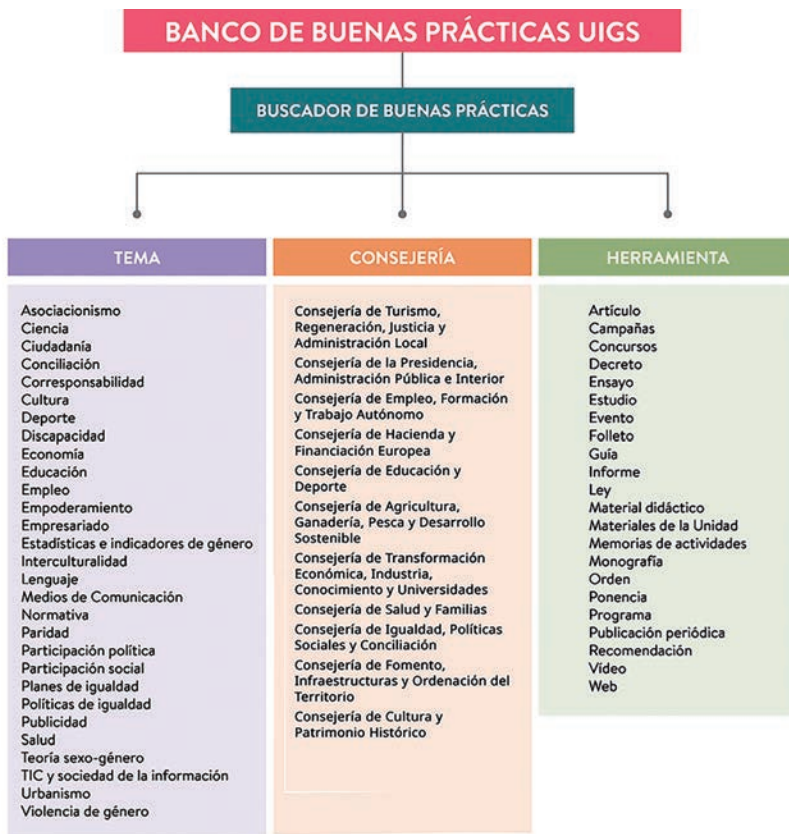 BANCO DE BUENAS PRÁCTICAS UIGS
BUSCADOR DE BUENAS PRÁCTICAS
TEMA
Asociacionismo
Ciencia
Ciudadanía
Conciliación
Corresponsabilidad
Cultura
Deporte
Discapacidad
Economía
Educación
Empleo
Empoderamiento
Empresariado
Estadísticas e indicadores de género
Interculturalidad
Lenguaje
Medios de Comunicación
Normativa
Paridad
Participación política
Participación social
Planes de igualdad
Políticas de igualdad
Publicidad
Salud
Teoría sexo-género
TIC y sociedad de la información
Urbanismo
Violencia de género
CONSEJERÍA
Consejería de Turismo,
Regeneración, Justicia y
Administración Local
Consejería de la Presidencia,
Administración Pública e Interior
Consejería de Empleo, Formación
y Trabajo Autónomo
Consejería de Hacienda y
Financiación Europea
Consejería de Educación y
Deporte
Consejería de Agricultura,
Ganadería, Pesca y Desarrollo
Sostenible
Consejería de Transformación
Económica, Industria,
Conocimiento y Universidades
Consejería de Salud y Familias
Consejería de Igualdad, Políticas
Sociales y Conciliación
Consejería de Fomento,
Infraestructuras y Ordenación del
Territorio
Consejería de Cultura y
Patrimonio Histórico
HERRAMIENTA
Artículo
Campañas
Concursos
Decreto
Ensayo
Estudio
Evento
Folleto
Guía
Informe
Ley
Material didáctico
Materiales de la Unidad
Memorias de actividades
Monografía
Orden
Ponencia
Programa
Publicación periódica
Recomendación
Vídeo
Web